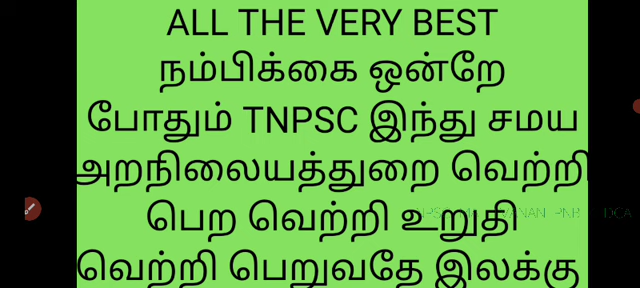 ALL THE VERY BEST
நம்பிக்கை ஒன்றே
போதும் TNPSC இந்து சமய
அறநிலையத்துறை வெற்றி
பெற வெற்றி உறுதி
வெற்றி பெறுவதே இலக்கு